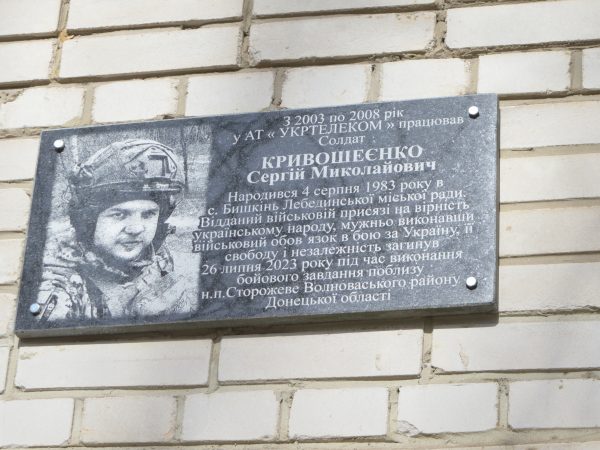 З 2003 по 2008 рік
у АТ « УКРТЕЛЕКОМ » працював
Солдат
КРИВОШЕЄНКО
Сергій Миколайович
Народився 4 серпня 1983 року в
с. Бишкінь Лебединської міської ради.
Відданий військовій присязі на вірність
українському народу, мужньо виконавши
військовий обов´язок в бою за Україну, її
свободу і незалежність загинув
26 липня 2023 року під час виконання
бойового завдання поблизу
н.п.Сторожеве Волноваського району
Донецької області